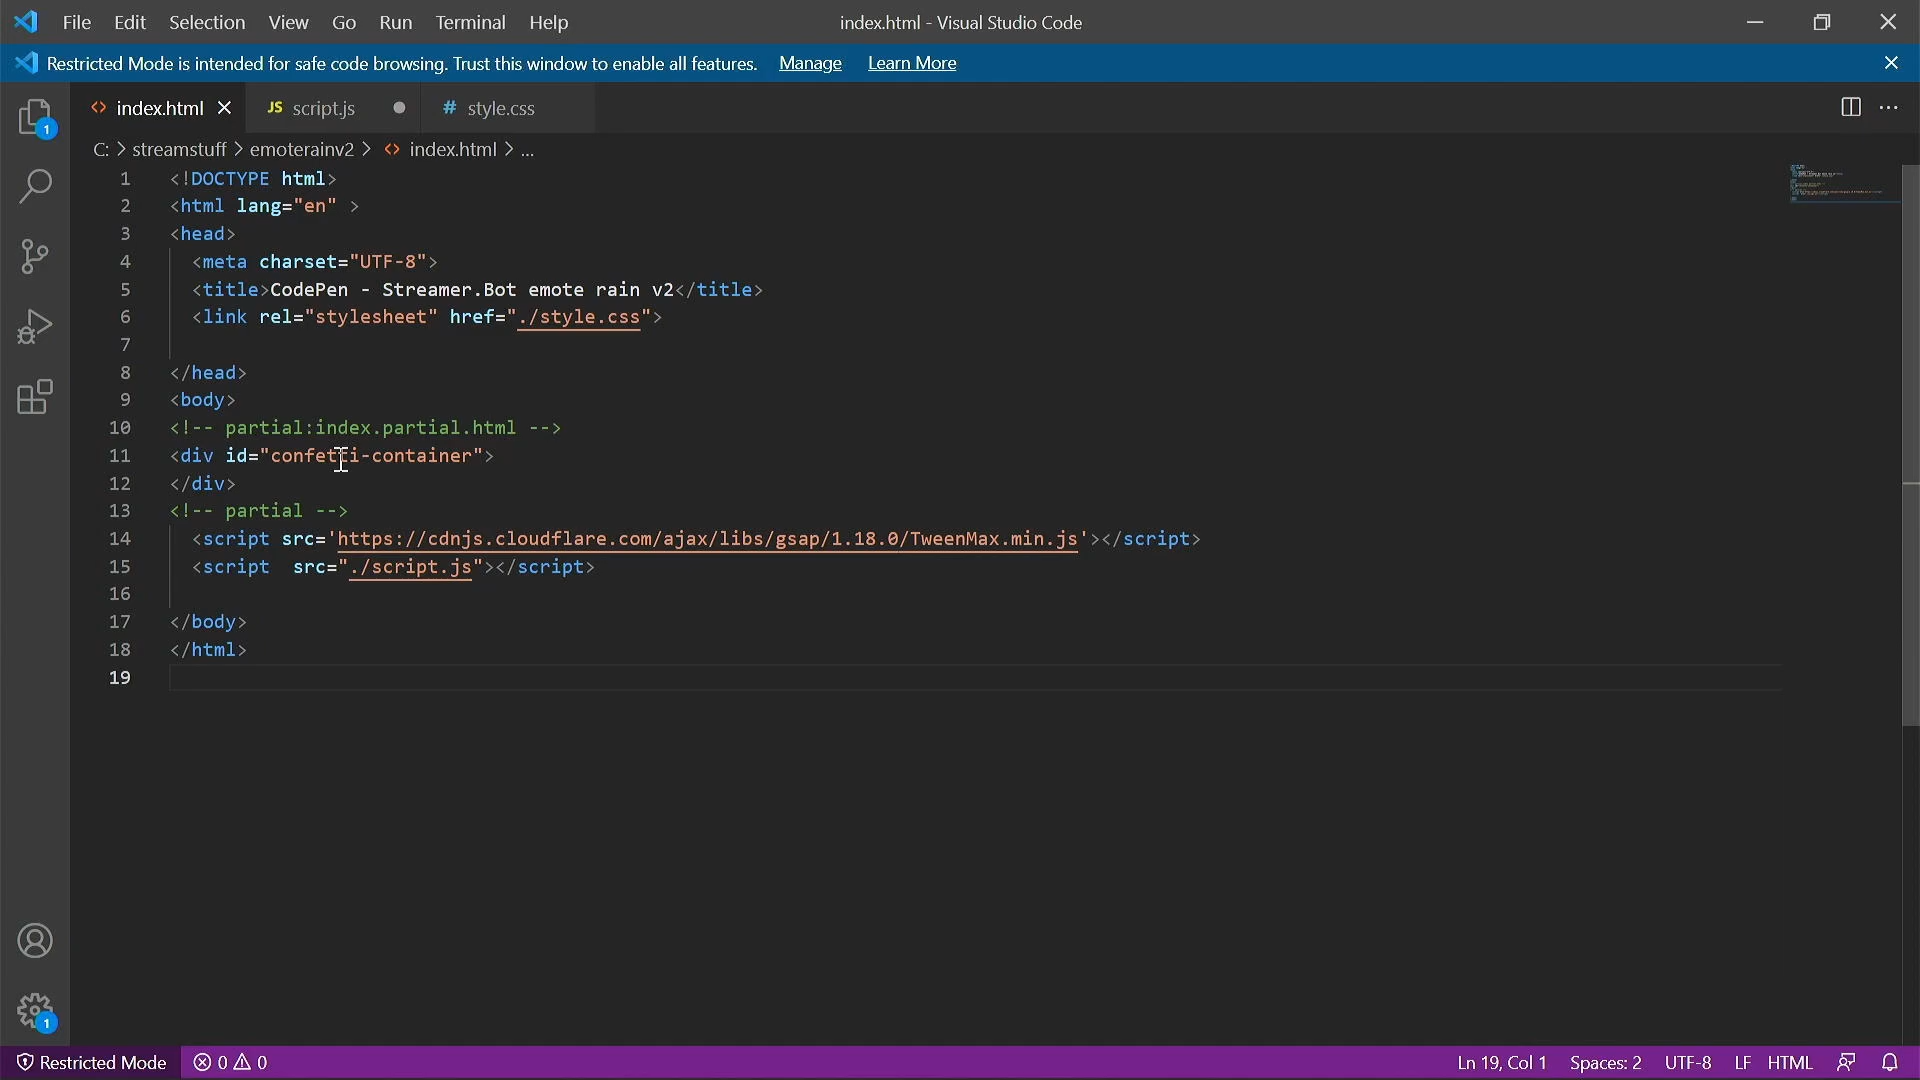 File Edit Selection View Go Run Terminal Help index.html - Visual Studio Code
Restricted Mode is intended for safe code browsing. Trust this window to enable all features. Manage Learn More
index.html JS script.js # style.css
C: > streamstuff > emoterainv2 > <> index.html > ...
1 <!DOCTYPE html>
2 <html lang="en" >
3 <head>
4 <meta charset="UTF-8">
5 <title>CodePen - Streamer.Bot emote rain v2</title>
6 <link rel="stylesheet" href="./style.css">
7
8 </head>
9 <body>
10 <!-- partial:index.partial.html -->
11 <div id="confetti-container">
12 </div>
13 <!-- partial -->
14 <script src='https://cdnjs.cloudflare.com/ajax/libs/gsap/1.18.0/TweenMax.min.js'></script>
15 <script  src="./script.js"></script>
16
17 </body>
18 </html>
19
1
1
Restricted Mode 0 0 Ln 19, Col 1 Spaces: 2 UTF-8 LF HTML